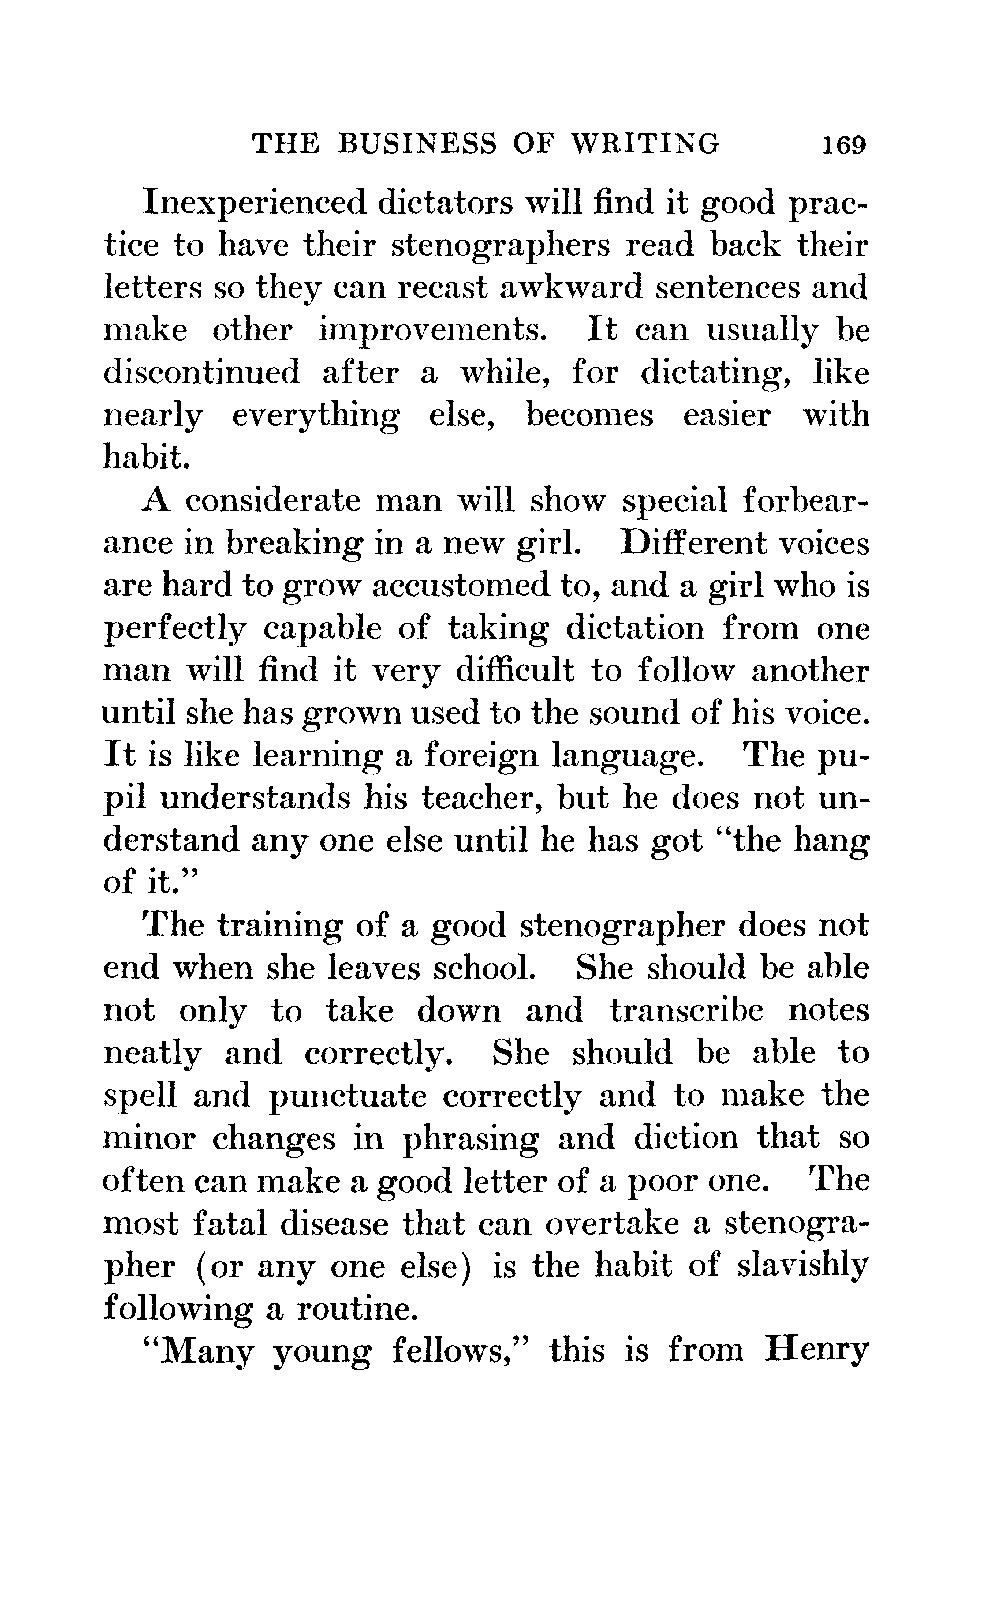 THE BUSINESS OF WRITING 169
Inexperienced dictators will find it good prac-
tice to have their stenographers read back their
letters so they can recast awkward sentences and
make other improvements. It can usually be
discontinued after a while, for dictating, like
nearly everything else, becomes easier with
habit.
A considerate man will show special forbear-
ance in breaking in a new girl. Different voices
are hard to grow accustomed to, and a girl who is
perfectly capable of taking dictation from one
man will find it very difficult to follow another
until she has grown used to the sound of his voice.
It is like learning a foreign language. The pu-
pil understands his teacher, but he does not un-
derstand any one else until he has got “the hang
of it.”
The training of a good stenographer does not
end when she leaves school. She should be able
not only to take down and transcribe notes
neatly and correctly. She should be able to
spell and punctuate correctly and to make the
minor changes in phrasing and diction that so
often can make a good letter of a poor one. The
most fatal disease that can overtake a stenogra-
pher (or any one else) is the habit of slavishly
following a routine.
“Many young fellows,” this is from Henry